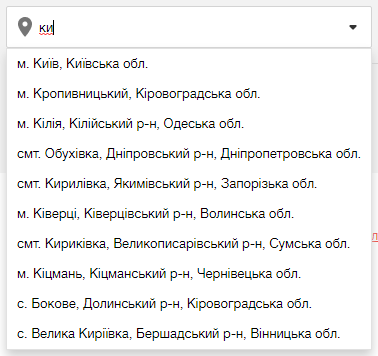 ки
м. Київ, Київська обл.
м. Кропивницький, Кіровоградська обл.
м. Кілія, Кілійський р-н, Одеська обл.
смт. Обухівка, Дніпровський р-н, Дніпропетровська обл.
смт. Кирилівка, Якимівський р-н, Запорізька обл.
м. Ківерці, Ківерцівський р-н, Волинська обл.
смт. Кириківка, Великописарівський р-н, Сумська обл.
м. Кіцмань, Кіцманський р-н, Чернівецька обл.
с. Бокове, Долинський р-н, Кіровоградська обл.
с. Велика Киріївка, Бершадський р-н, Вінницька обл.